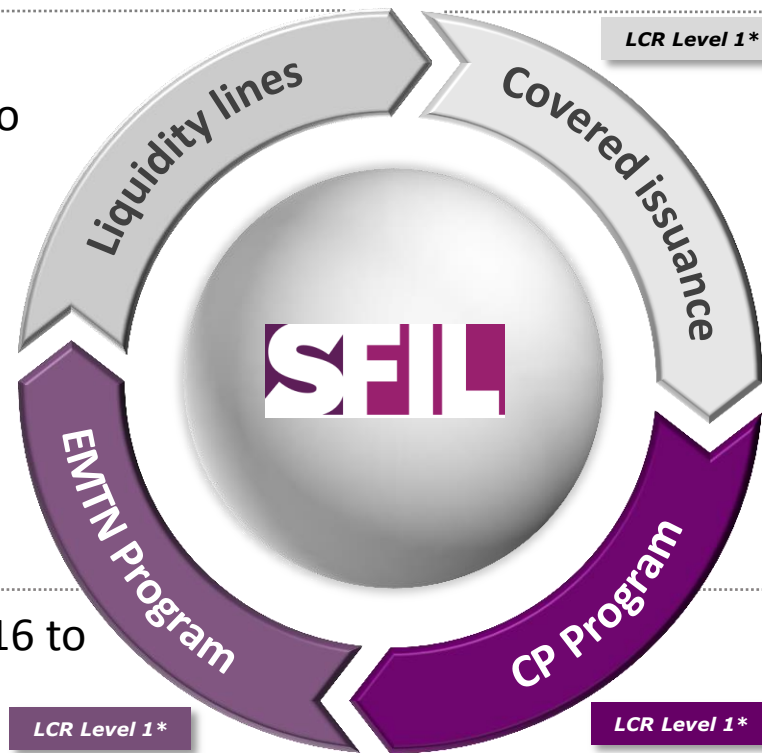 LCR Level 1*
Liquidity lines
Covered issuance
o
SFIL
EMTN Program
CP Program
16 to
LCR Level 1*
LCR Level 1*